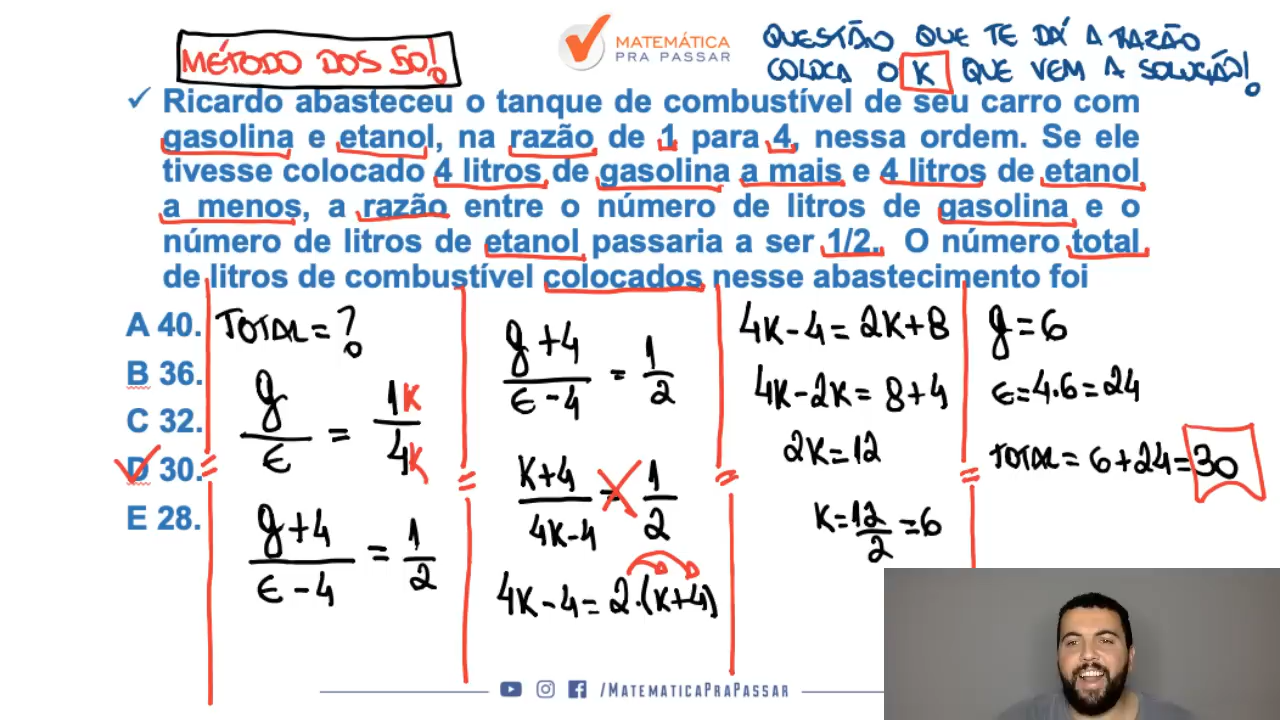 MÉTODO DOS 50!
MATEMÁTICA
PRA PASSAR
QUESTÃO QUE TE DÁ A RAZÃO
COLOCA O K QUE VEM A SOLUÇÃO!
✓ Ricardo abasteceu o tanque de combustível de seu carro com
gasolina e etanol, na razão de 1 para 4, nessa ordem. Se ele
tivesse colocado 4 litros de gasolina a mais e 4 litros de etanol
a menos, a razão entre o número de litros de gasolina e o
número de litros de etanol passaria a ser 1/2. O número total
de litros de combustível colocados nesse abastecimento foi
A 40.
B 36.
C 32.
D 30.
E 28.
TOTAL = ?
g/E = 1K/4K
g+4/E-4 = 1/2
g+4/E-4 = 1/2
K+4/4K-4 = 1/2
4K-4 = 2·(K+4)
4K-4 = 2K+8
4K-2K = 8+4
2K = 12
K = 12/2 = 6
g = 6
E = 4·6 = 24
TOTAL = 6+24 = 30
/MATEMATICAPRAPASSAR